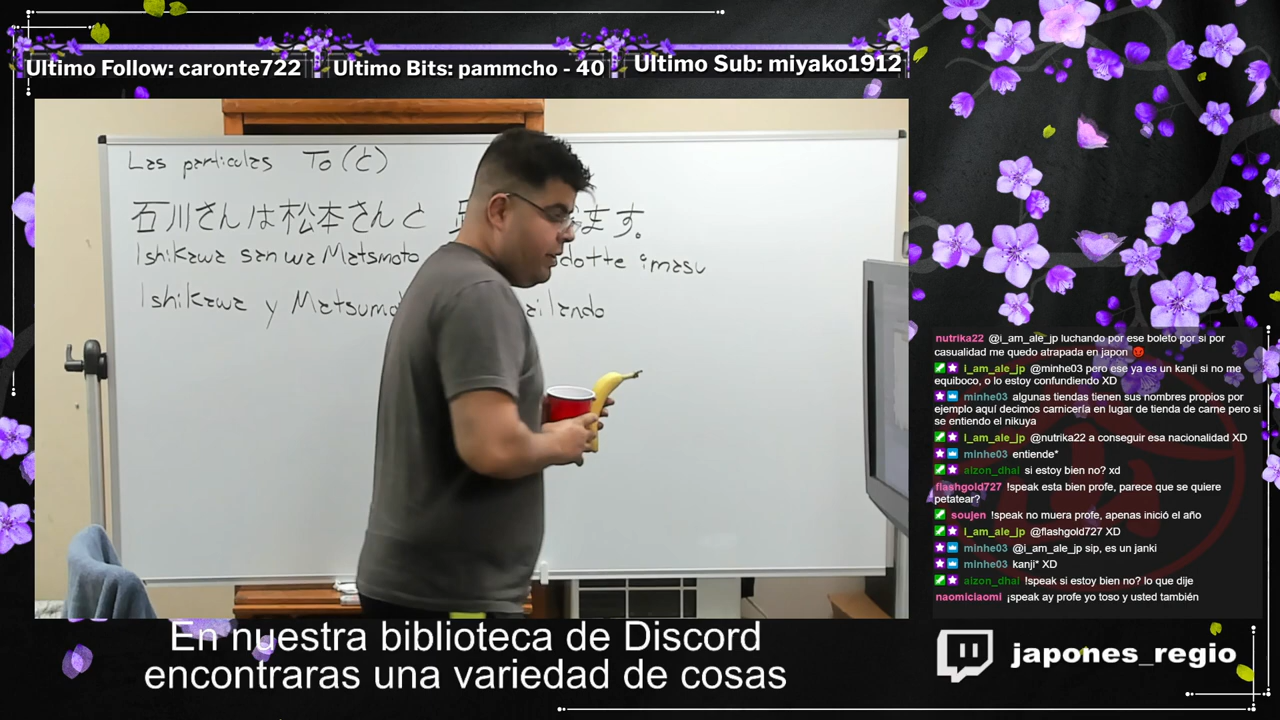 Ultimo Follow: caronte722
Ultimo Bits: pammcho - 40
Ultimo Sub: miyako1912
Las particulas To (と)
石川さんは松本さんと ます。
Ishikawa san wa Matsmoto dotte imasu
Ishikawa y Matsumo ailando
nutrika22 @i_am_ale_jp luchando por ese boleto por si por
casualidad me quedo atrapada en japon
i_am_ale_jp @minhe03 pero ese ya es un kanji si no me
equiboco, o lo estoy confundiendo XD
minhe03 algunas tiendas tienen sus nombres propios por
ejemplo aquí decimos carnicería en lugar de tienda de carne pero si
se entiendo el nikuya
i_am_ale_jp @nutrika22 a conseguir esa nacionalidad XD
minhe03 entiende*
alzon_dhal si estoy bien no? xd
flashgold727 !speak esta bien profe, parece que se quiere
petatear?
soujen !speak no muera profe, apenas inició el año
i_am_ale_jp @flashgold727 XD
minhe03 @i_am_ale_jp sip, es un janki
minhe03 kanji* XD
alzon_dhal !speak si estoy bien no? lo que dije
naomiciaomi ¡speak ay profe yo toso y usted también
En nuestra biblioteca de Discord
encontraras una variedad de cosas
japones_regio